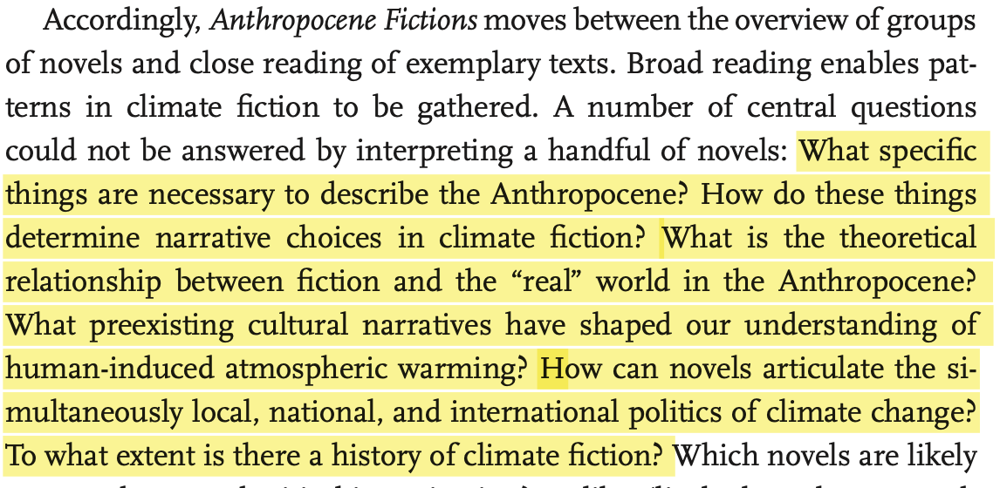 Accordingly, Anthropocene Fictions moves between the overview of groups
of novels and close reading of exemplary texts. Broad reading enables pat-
terns in climate fiction to be gathered. A number of central questions
could not be answered by interpreting a handful of novels: What specific
things are necessary to describe the Anthropocene? How do these things
determine narrative choices in climate fiction? What is the theoretical
relationship between fiction and the “real” world in the Anthropocene?
What preexisting cultural narratives have shaped our understanding of
human-induced atmospheric warming? How can novels articulate the si-
multaneously local, national, and international politics of climate change?
To what extent is there a history of climate fiction? Which novels are likely